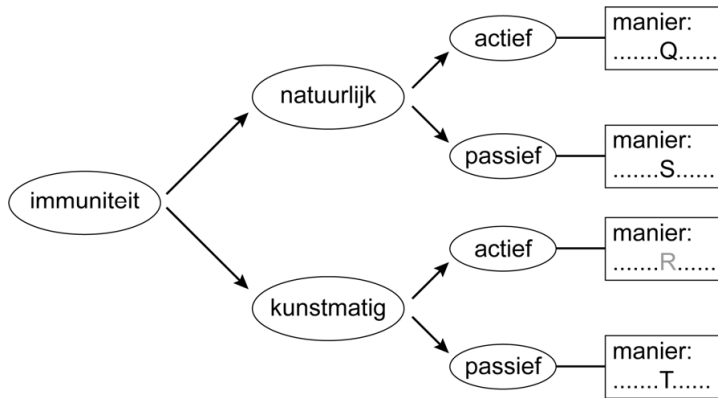 actief
manier:
.......Q......
natuurlijk
passief
manier:
.......S......
immuniteit
actief
manier:
.......R......
kunstmatig
passief
manier:
.......T......